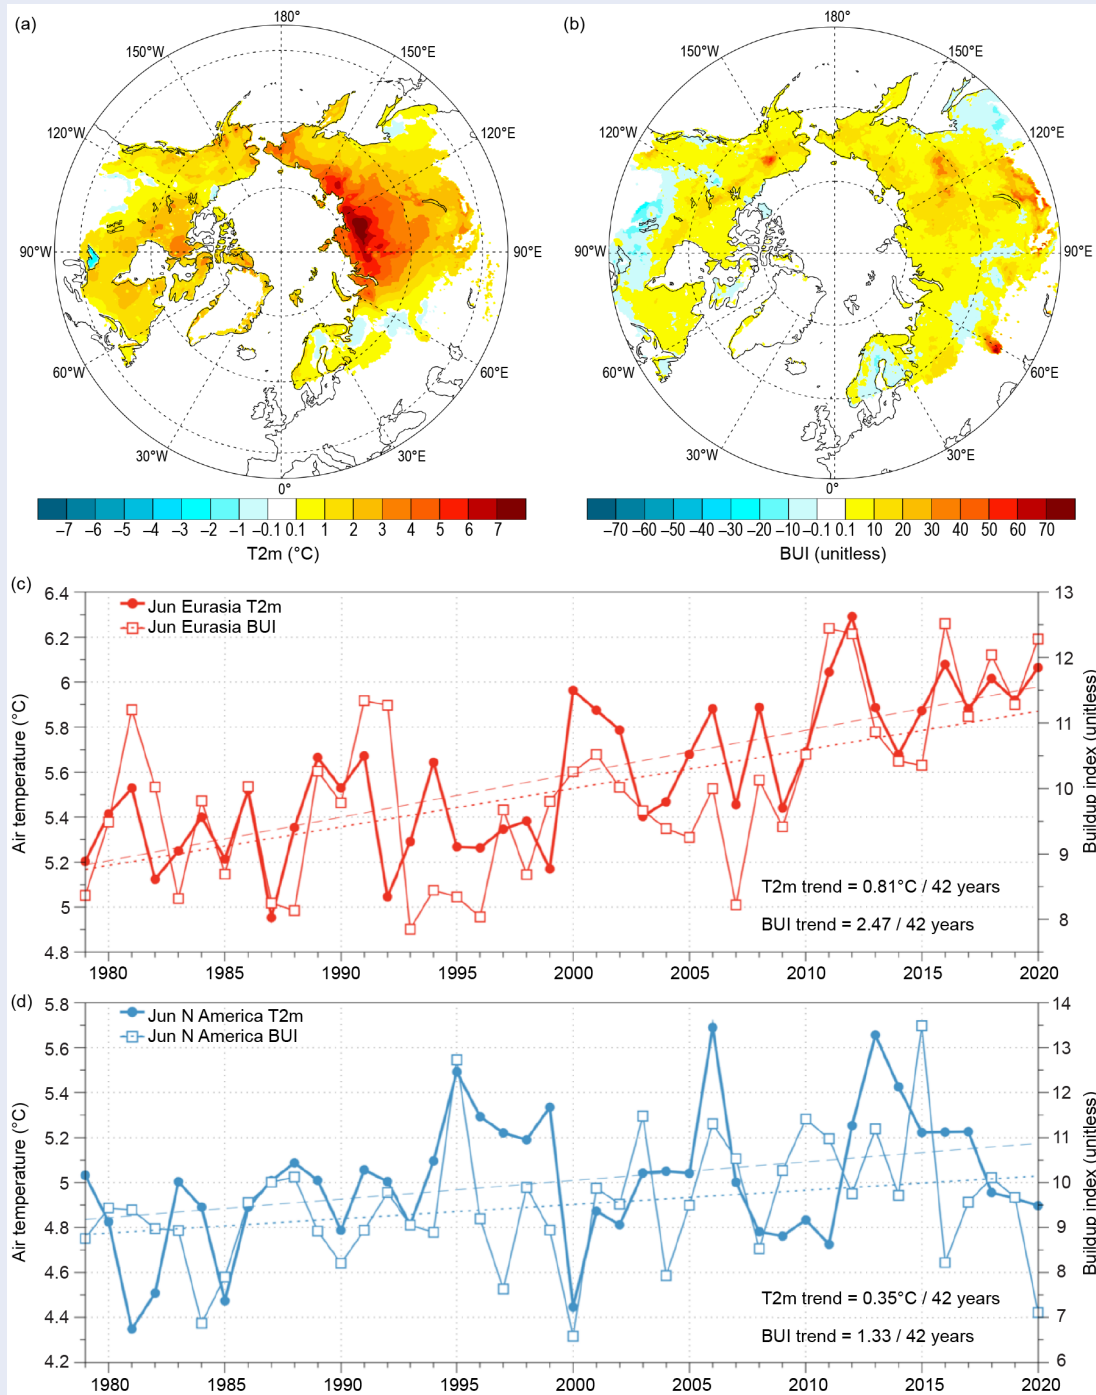 (a)
180°
150°W
150°E
120°W
120°E
90°W
90°E
60°W
60°E
30°W
30°E
0°
–7 –6 –5 –4 –3 –2 –1 –0.1 0.1 1 2 3 4 5 6 7
T2m (°C)
(b)
180°
150°W
150°E
120°W
120°E
90°W
90°E
60°W
60°E
30°W
30°E
0°
–70 –60 –50 –40 –30 –20 –10 –0.1 0.1 10 20 30 40 50 60 70
BUI (unitless)
(c)
Jun Eurasia T2m
Jun Eurasia BUI
Air temperature (°C)
6.4
6.2
6
5.8
5.6
5.4
5.2
5
4.8
Buildup index (unitless)
13
12
11
10
9
8
T2m trend = 0.81°C / 42 years
BUI trend = 2.47 / 42 years
1980 1985 1990 1995 2000 2005 2010 2015 2020
(d)
Jun N America T2m
Jun N America BUI
Air temperature (°C)
5.8
5.6
5.4
5.2
5
4.8
4.6
4.4
4.2
Buildup index (unitless)
14
13
12
11
10
9
8
7
6
T2m trend = 0.35°C / 42 years
BUI trend = 1.33 / 42 years
1980 1985 1990 1995 2000 2005 2010 2015 2020